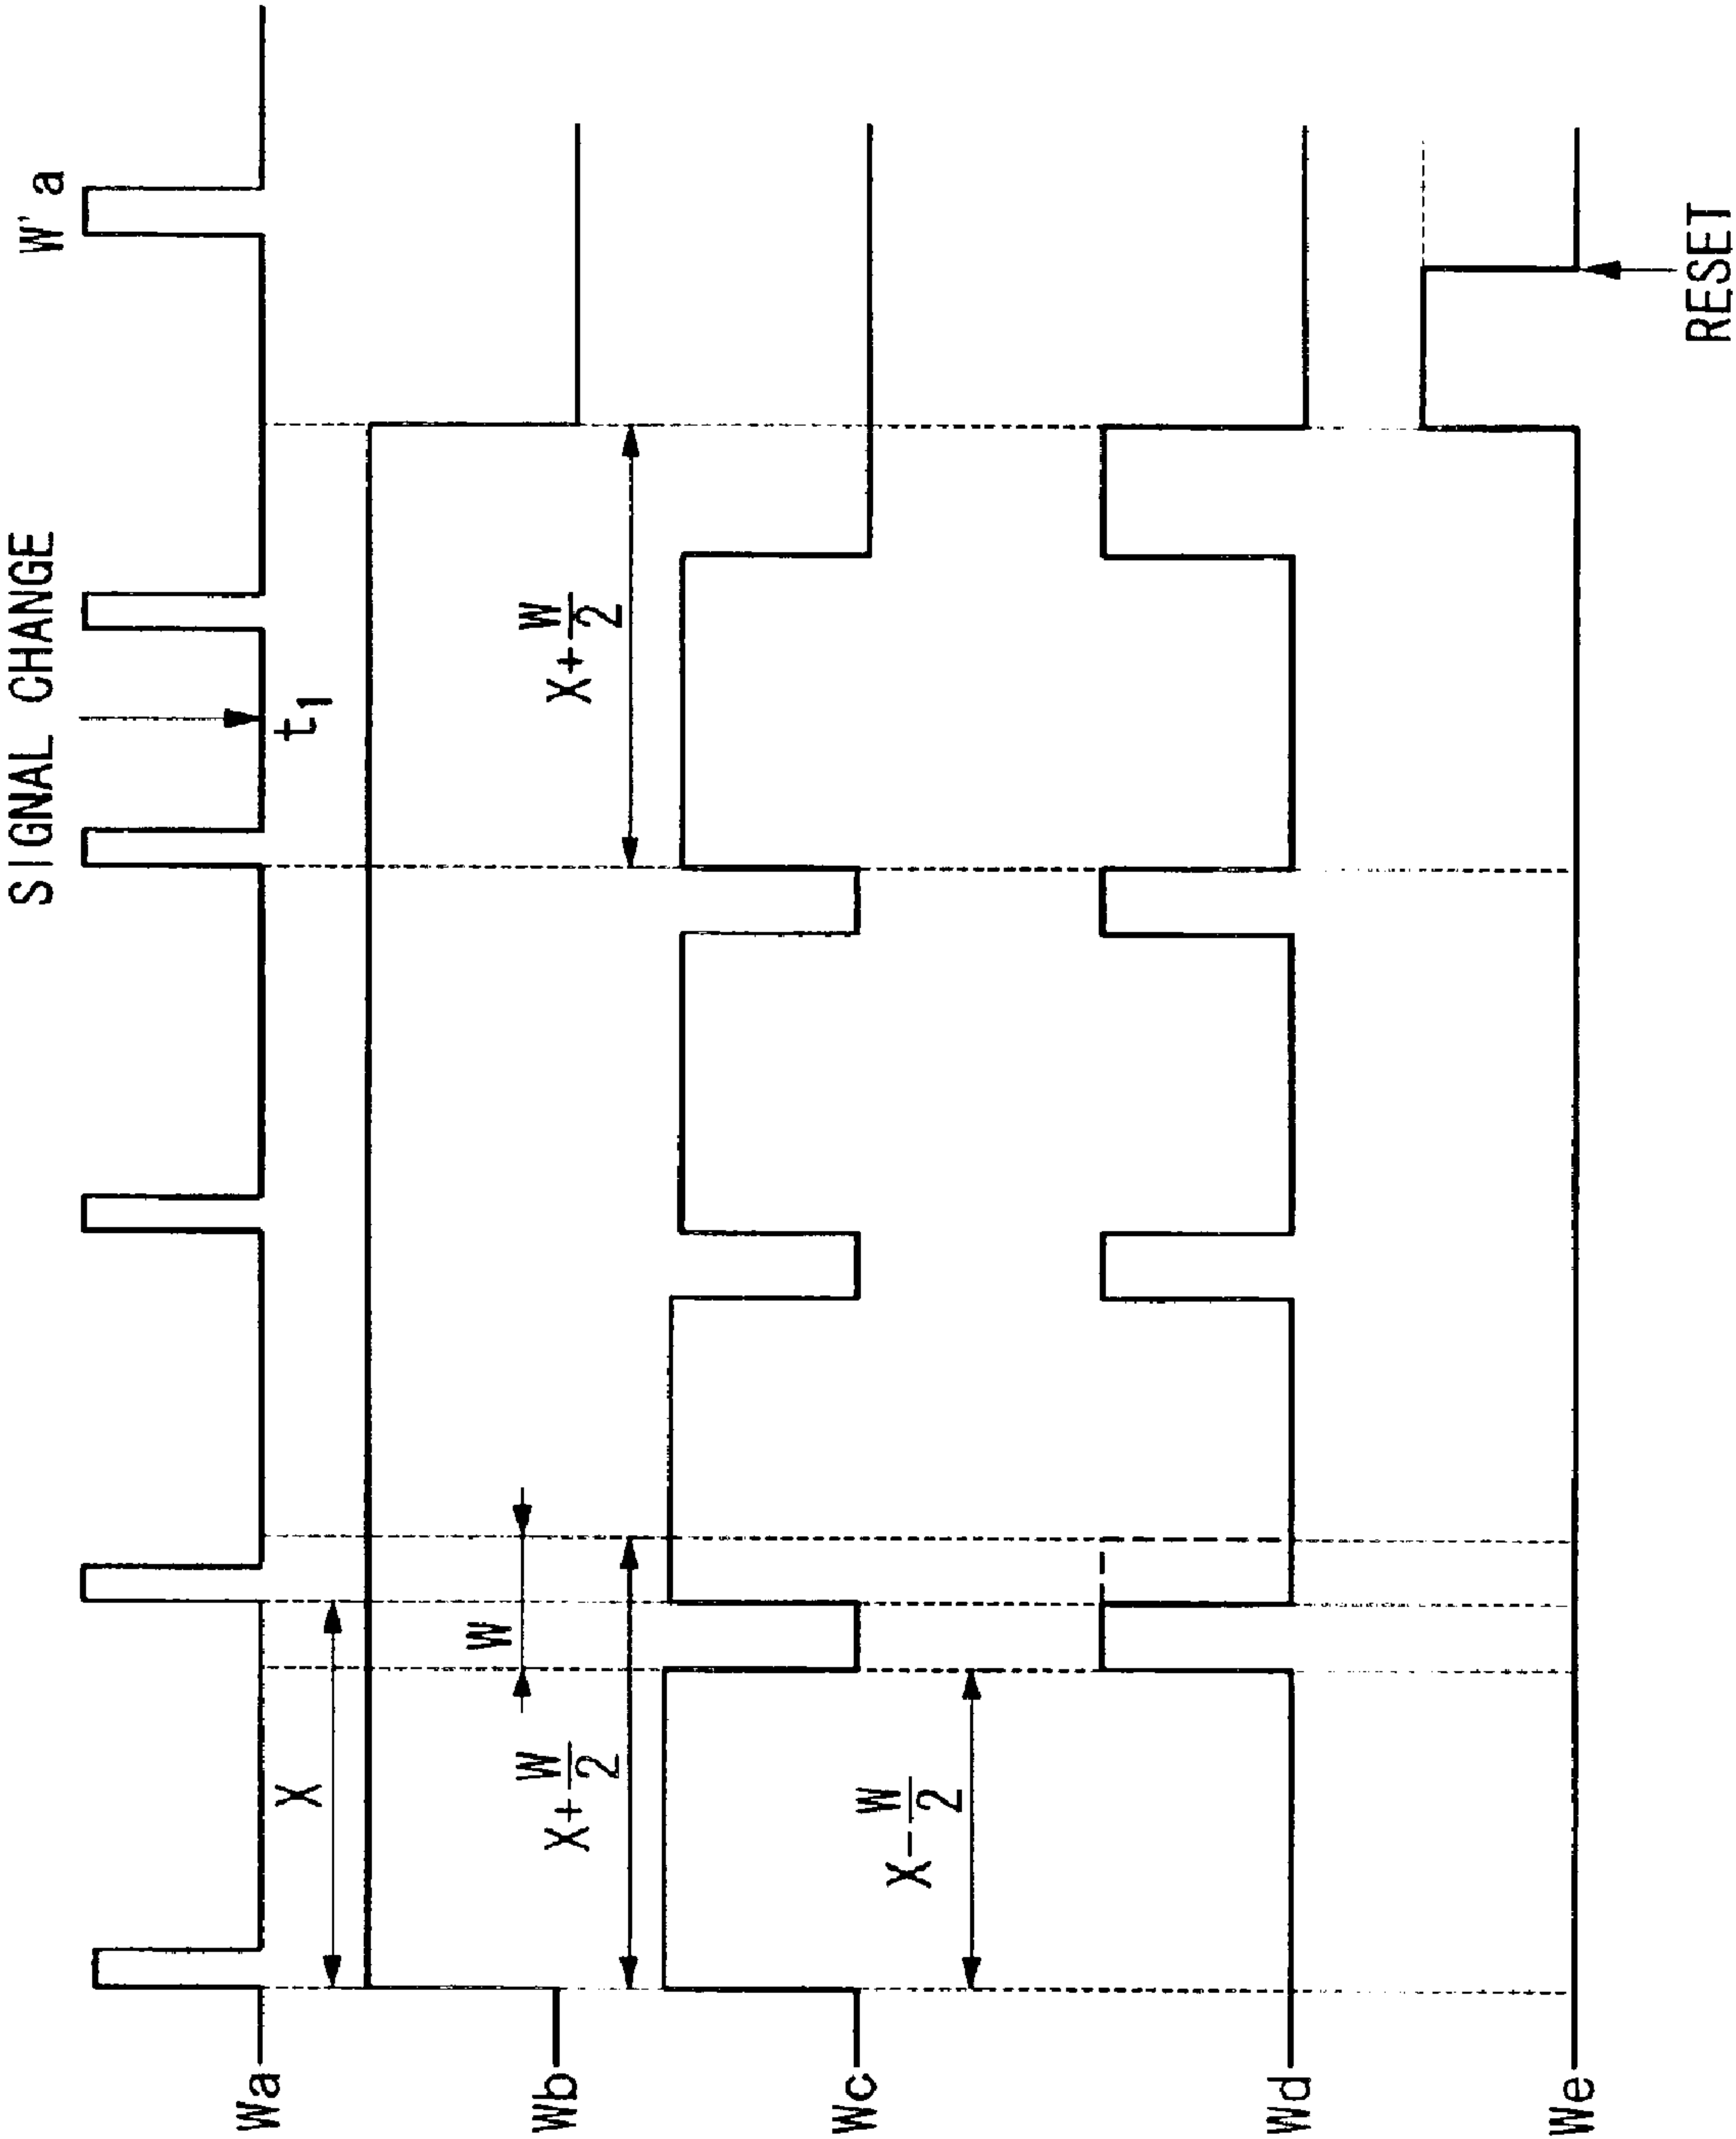 SIGNAL CHANGE
W'a
t₁
Wa
X
Wb
W
X+W/2
X+W/2
Wc
X-W/2
Wd
We
RESET